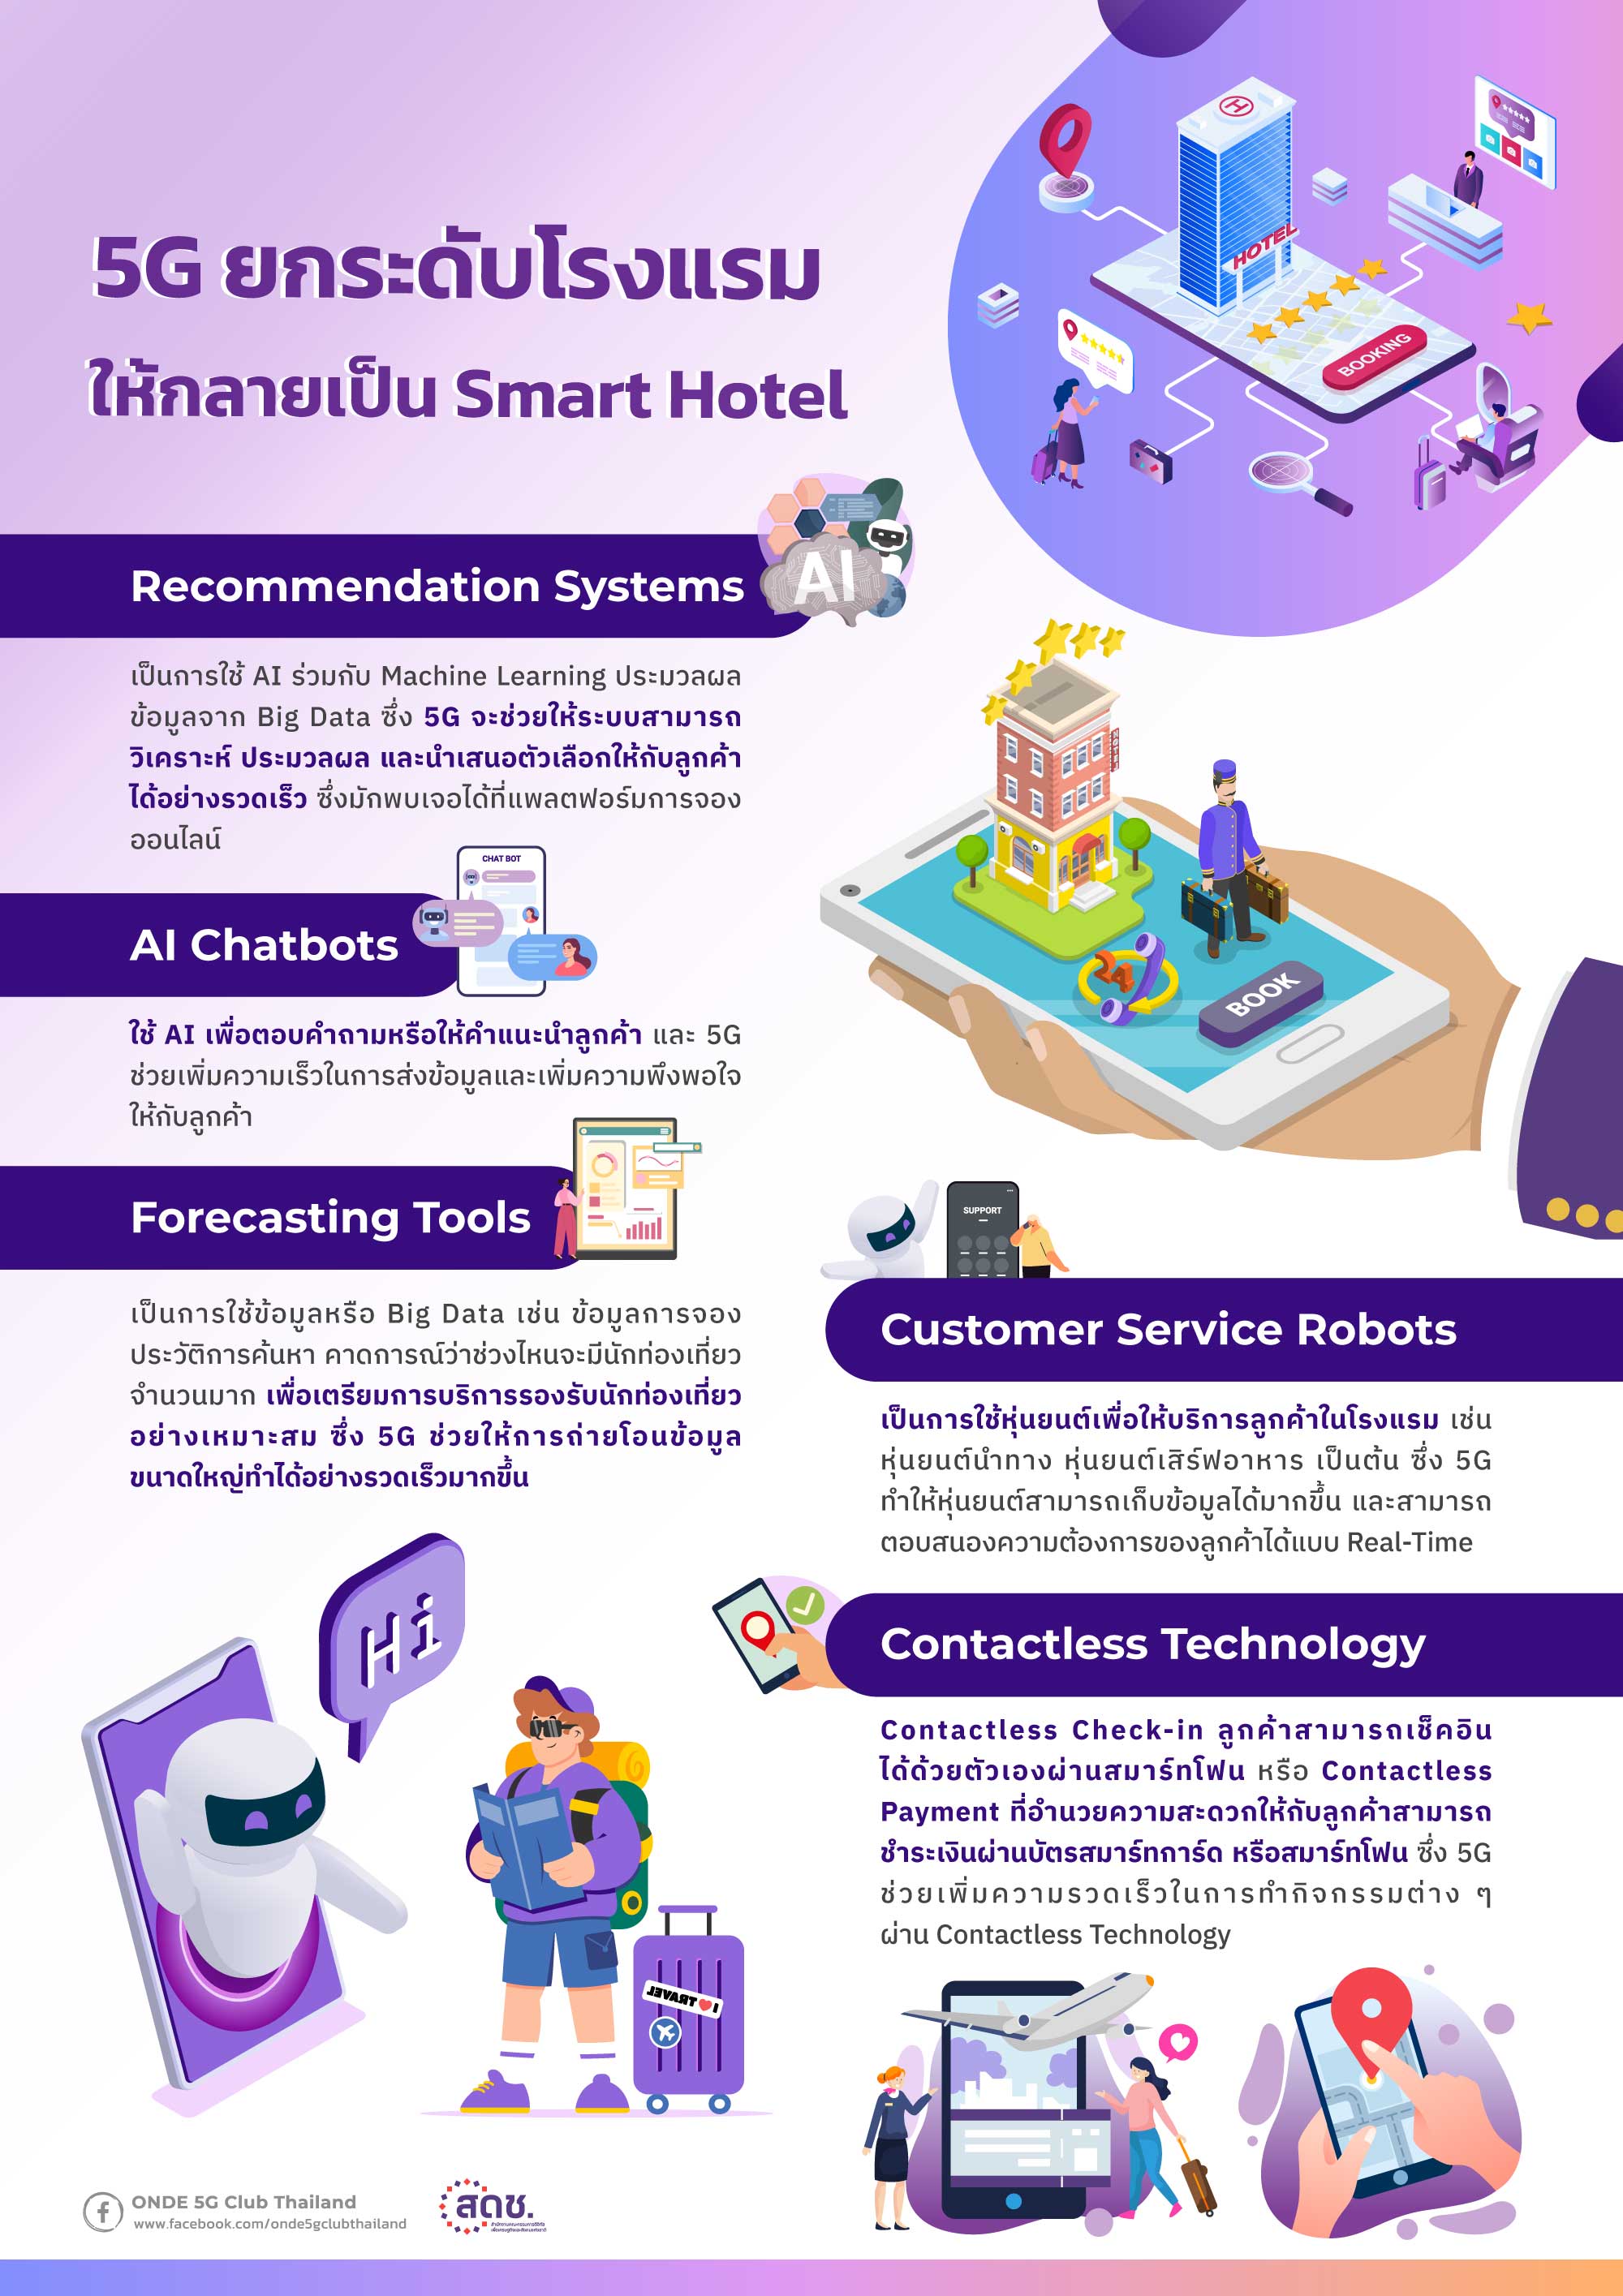 5G ยกระดับโรงแรม
ให้กลายเป็น Smart Hotel
HOTEL
BOOKING
Recommendation Systems
AI
เป็นการใช้ AI ร่วมกับ Machine Learning ประมวลผล
ข้อมูลจาก Big Data ซึ่ง 5G จะช่วยให้ระบบสามารถ
วิเคราะห์ ประมวลผล และนำเสนอตัวเลือกให้กับลูกค้า
ได้อย่างรวดเร็ว ซึ่งมักพบเจอได้ที่แพลตฟอร์มการจอง
ออนไลน์
HOTEL
24
BOOK
CHAT BOT
AI Chatbots
ใช้ AI เพื่อตอบคำถามหรือให้คำแนะนำลูกค้า และ 5G
ช่วยเพิ่มความเร็วในการส่งข้อมูลและเพิ่มความพึงพอใจ
ให้กับลูกค้า
Forecasting Tools
เป็นการใช้ข้อมูลหรือ Big Data เช่น ข้อมูลการจอง
ประวัติการค้นหา คาดการณ์ว่าช่วงไหนจะมีนักท่องเที่ยว
จำนวนมาก เพื่อเตรียมการบริการรองรับนักท่องเที่ยว
อย่างเหมาะสม ซึ่ง 5G ช่วยให้การถ่ายโอนข้อมูล
ขนาดใหญ่ทำได้อย่างรวดเร็วมากขึ้น
SUPPORT
Customer Service Robots
เป็นการใช้หุ่นยนต์เพื่อให้บริการลูกค้าในโรงแรม เช่น
หุ่นยนต์นำทาง หุ่นยนต์เสิร์ฟอาหาร เป็นต้น ซึ่ง 5G
ทำให้หุ่นยนต์สามารถเก็บข้อมูลได้มากขึ้น และสามารถ
ตอบสนองความต้องการของลูกค้าได้แบบ Real-Time
Contactless Technology
Contactless Check-in ลูกค้าสามารถเช็คอิน
ได้ด้วยตัวเองผ่านสมาร์ทโฟน หรือ Contactless
Payment ที่อำนวยความสะดวกให้กับลูกค้าสามารถ
ชำระเงินผ่านบัตรสมาร์ทการ์ด หรือสมาร์ทโฟน ซึ่ง 5G
ช่วยเพิ่มความรวดเร็วในการทำกิจกรรมต่าง ๆ
ผ่าน Contactless Technology
Hi
I TRAVEL
ONDE 5G Club Thailand
www.facebook.com/onde5gclubthailand
สดช.